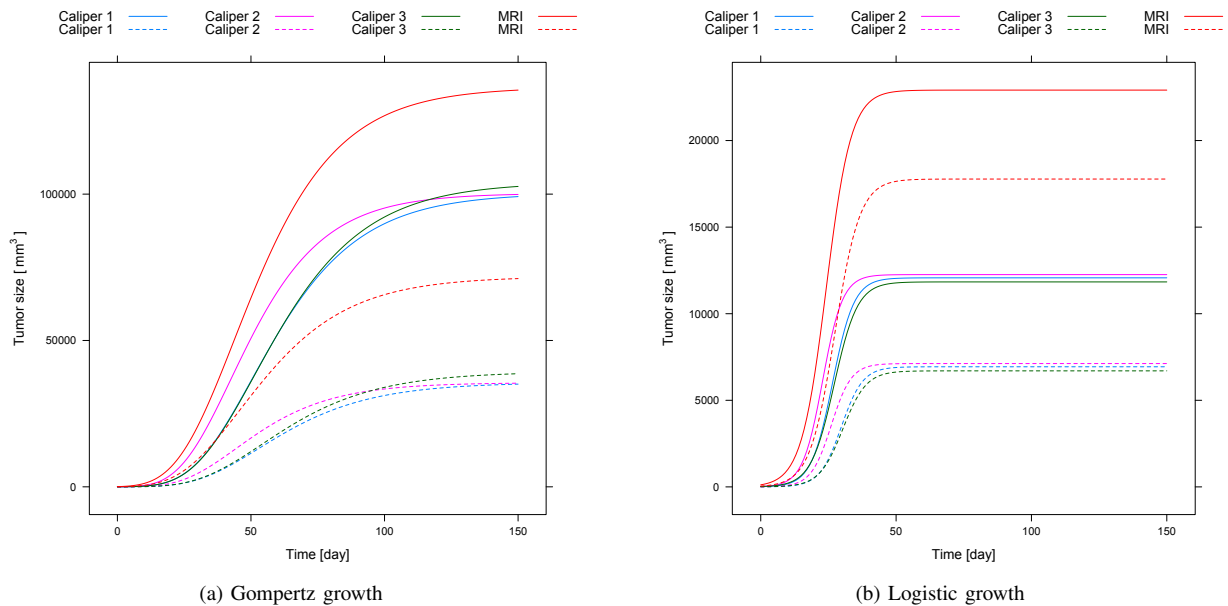 Caliper 1 Caliper 2 Caliper 3 MRI
Caliper 1 Caliper 2 Caliper 3 MRI
Tumor size [ mm³ ]
100000
50000
0
0 50 100 150
Time [day]
(a) Gompertz growth
Caliper 1 Caliper 2 Caliper 3 MRI
Caliper 1 Caliper 2 Caliper 3 MRI
Tumor size [ mm³ ]
20000
15000
10000
5000
0
0 50 100 150
Time [day]
(b) Logistic growth